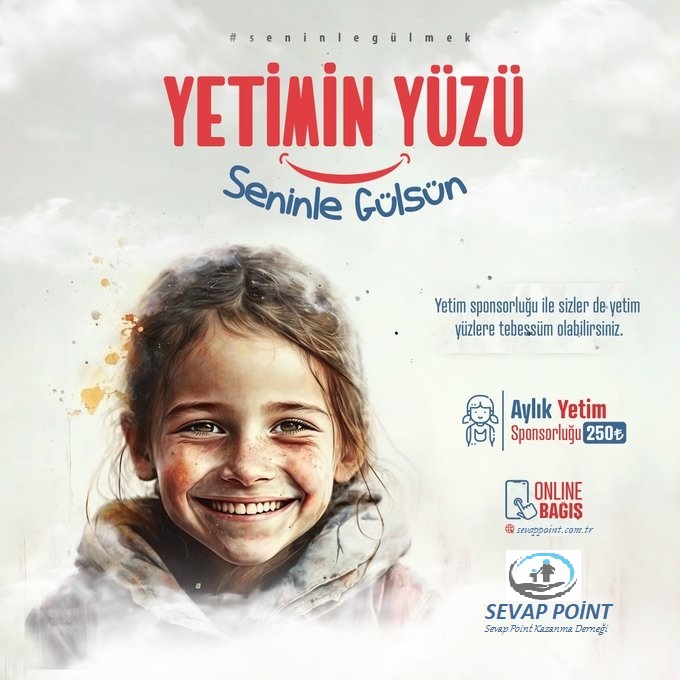 #seninlegülmek
YETİMİN YÜZÜ
Seninle Gülsün
Yetim sponsorluğu ile sizler de yetim
yüzlere tebessüm olabilirsiniz.
Aylık Yetim
Sponsorluğu 250₺
ONLINE
BAGIŞ
sevappoint.com.tr
SEVAP POİNT
Sevap Point Kazanma Derneği